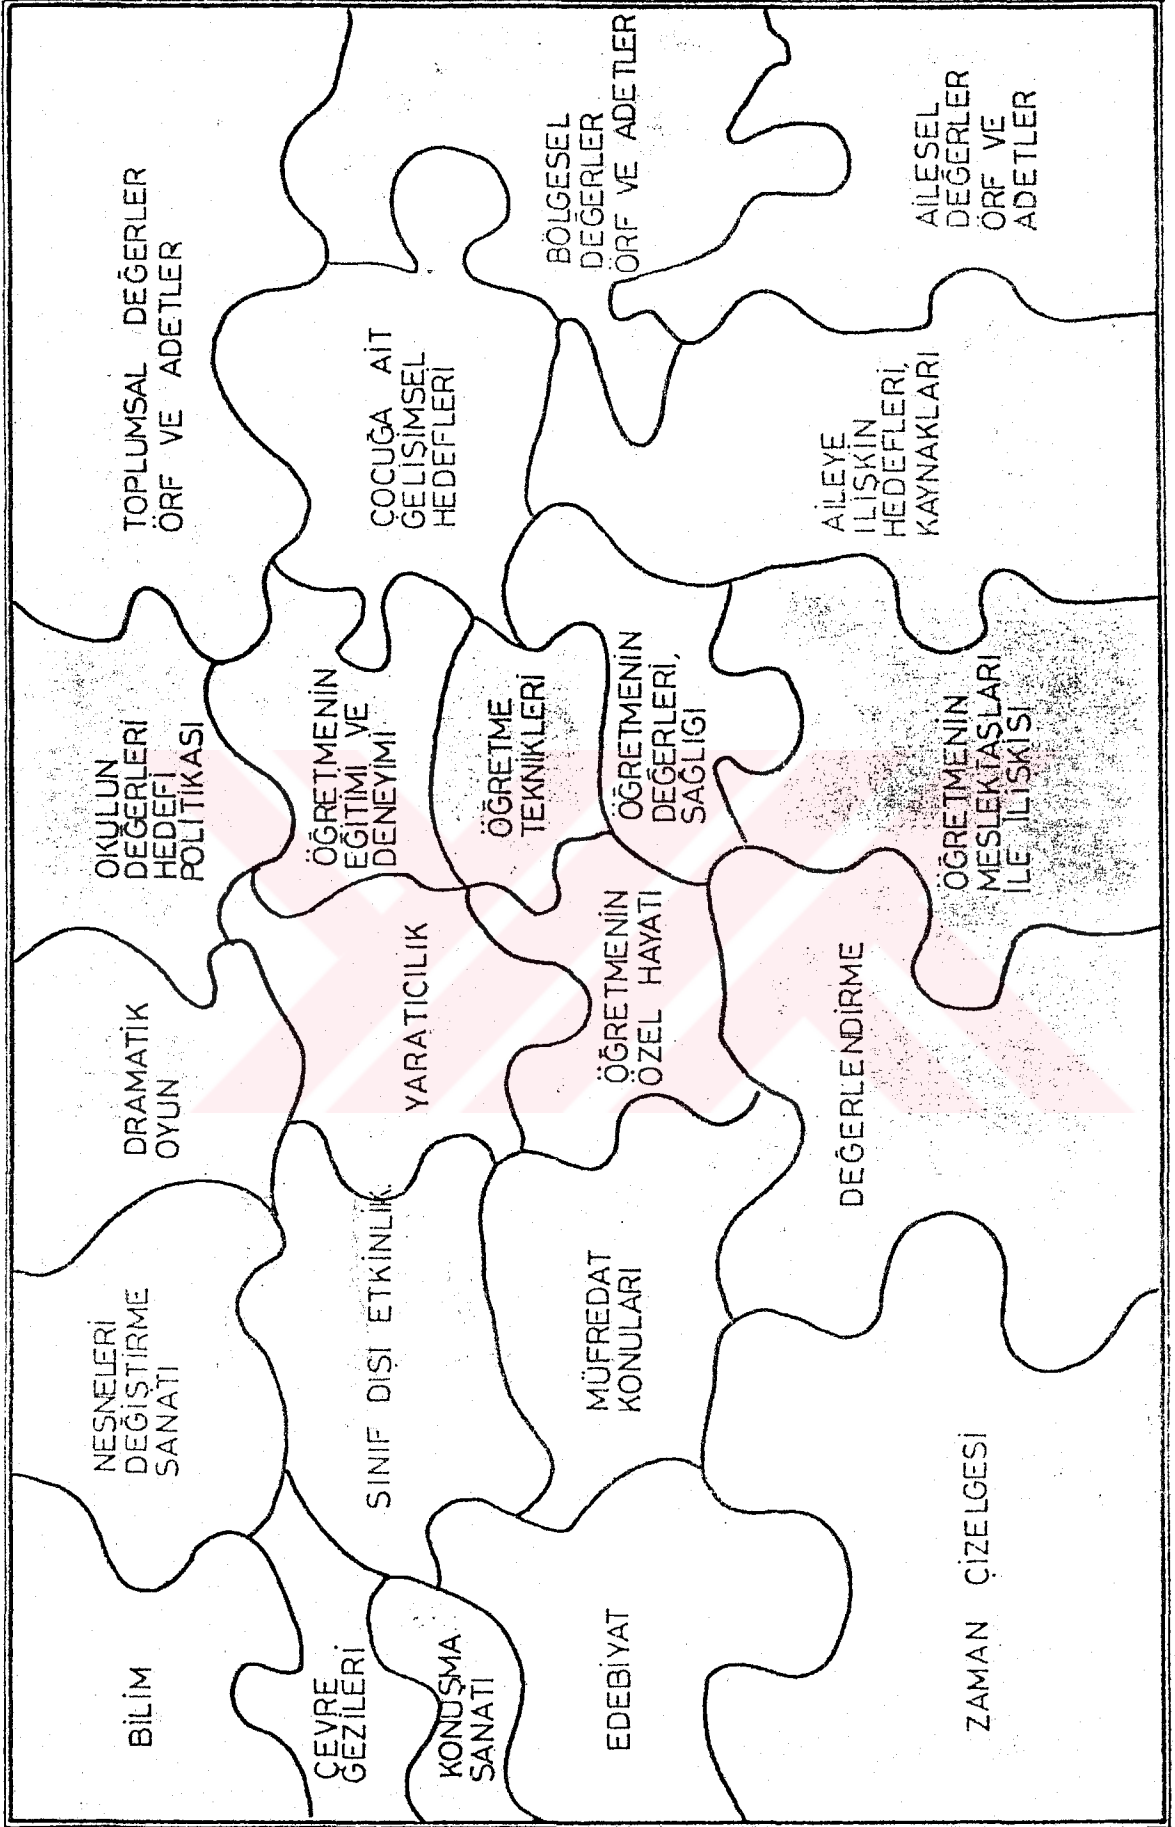 BİLİM
NESNELERİ
DEĞİŞTİRME
SANATI
DRAMATİK
OYUN
OKULUN
DEĞERLERİ
HEDEFİ
POLİTİKASI
TOPLUMSAL DEĞERLER
ÖRF VE ADETLER
ÇEVRE
GEZİLERİ
SINIF DIŞI ETKİNLİK
YARATICILIK
ÖĞRETMENİN
EĞİTİMİ VE
DENEYİMİ
ÇOCUĞA AİT
GELİŞİMSEL
HEDEFLERİ
KONUŞMA
SANATI
ÖĞRETME
TEKNİKLERİ
BÖLGESEL
DEĞERLER
ÖRF VE ADETLER
EDEBİYAT
MÜFREDAT
KONULARI
ÖĞRETMENİN
ÖZEL HAYATI
ÖĞRETMENİN
DEĞERLERİ,
SAĞLIGI
ZAMAN ÇİZELGESİ
DEĞERLENDİRME
ÖĞRETMENİN
MESLEKTAŞLARI
İLE İLİŞKİSİ
AİLEYE
İLİŞKİN
HEDEFLERİ,
KAYNAKLARI
AİLESEL
DEĞERLER
ÖRF VE
ADETLER